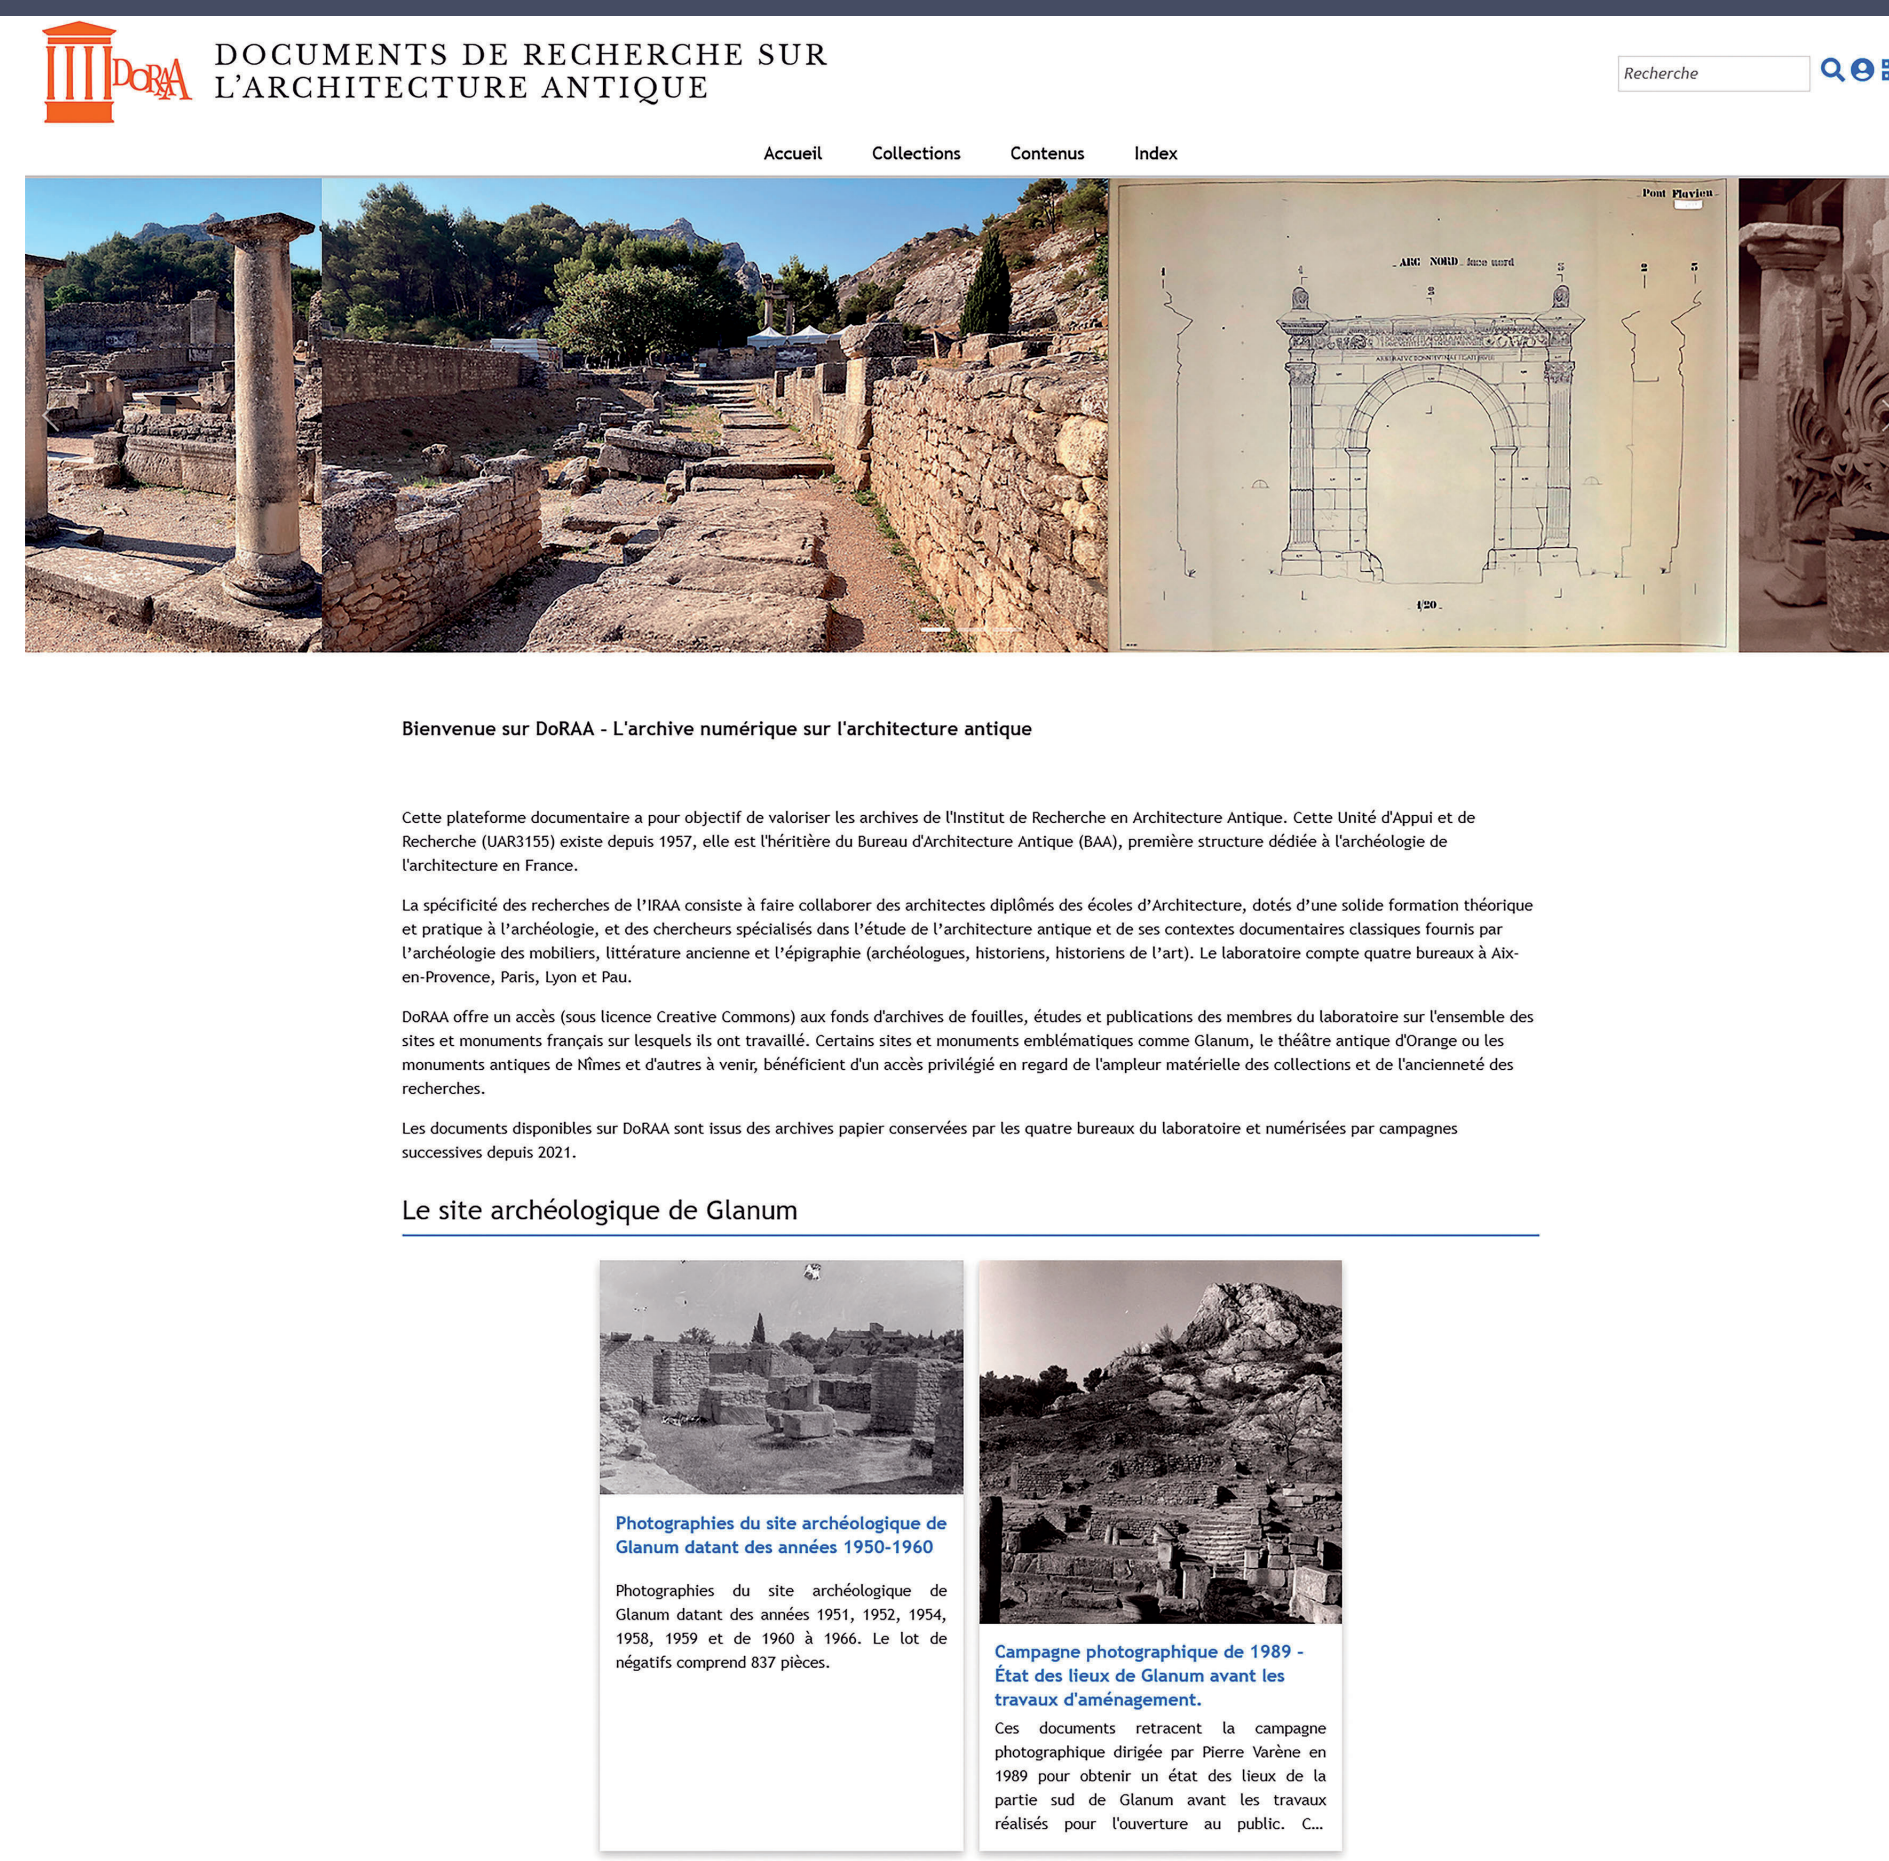 DORAA
DOCUMENTS DE RECHERCHE SUR
L’ARCHITECTURE ANTIQUE
Recherche
Accueil Collections Contenus Index
Pont Flavien
ARC NORD face nord
1/20
Bienvenue sur DoRAA - L'archive numérique sur l'architecture antique
Cette plateforme documentaire a pour objectif de valoriser les archives de l'Institut de Recherche en Architecture Antique. Cette Unité d'Appui et de
Recherche (UAR3155) existe depuis 1957, elle est l'héritière du Bureau d'Architecture Antique (BAA), première structure dédiée à l'archéologie de
l'architecture en France.
La spécificité des recherches de l’IRAA consiste à faire collaborer des architectes diplômés des écoles d’Architecture, dotés d’une solide formation théorique
et pratique à l’archéologie, et des chercheurs spécialisés dans l’étude de l’architecture antique et de ses contextes documentaires classiques fournis par
l’archéologie des mobiliers, littérature ancienne et l’épigraphie (archéologues, historiens, historiens de l’art). Le laboratoire compte quatre bureaux à Aix-
en-Provence, Paris, Lyon et Pau.
DoRAA offre un accès (sous licence Creative Commons) aux fonds d'archives de fouilles, études et publications des membres du laboratoire sur l'ensemble des
sites et monuments français sur lesquels ils ont travaillé. Certains sites et monuments emblématiques comme Glanum, le théâtre antique d'Orange ou les
monuments antiques de Nîmes et d'autres à venir, bénéficient d'un accès privilégié en regard de l'ampleur matérielle des collections et de l'ancienneté des
recherches.
Les documents disponibles sur DoRAA sont issus des archives papier conservées par les quatre bureaux du laboratoire et numérisées par campagnes
successives depuis 2021.
Le site archéologique de Glanum
Photographies du site archéologique de
Glanum datant des années 1950-1960
Photographies du site archéologique de
Glanum datant des années 1951, 1952, 1954,
1958, 1959 et de 1960 à 1966. Le lot de
négatifs comprend 837 pièces.
Campagne photographique de 1989 -
État des lieux de Glanum avant les
travaux d'aménagement.
Ces documents retracent la campagne
photographique dirigée par Pierre Varène en
1989 pour obtenir un état des lieux de la
partie sud de Glanum avant les travaux
réalisés pour l'ouverture au public. C...